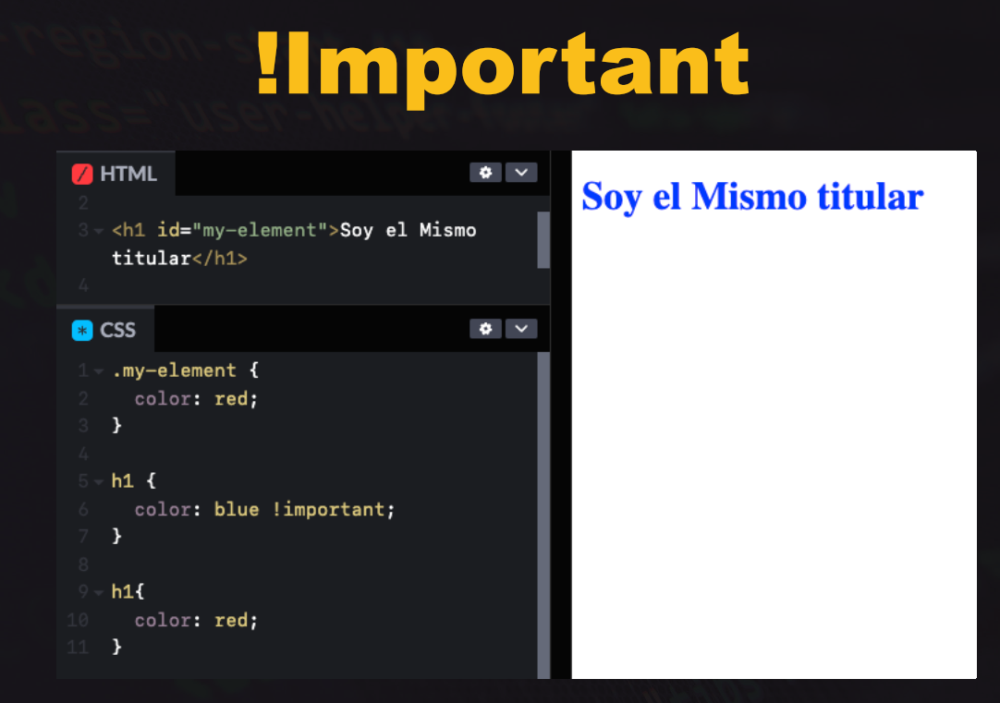 !Important
HTML
2
3 <h1 id="my-element">Soy el Mismo
titular</h1>
4
Soy el Mismo titular
CSS
1 .my-element {
2 color: red;
3 }
4
5 h1 {
6 color: blue !important;
7 }
8
9 h1{
10 color: red;
11 }